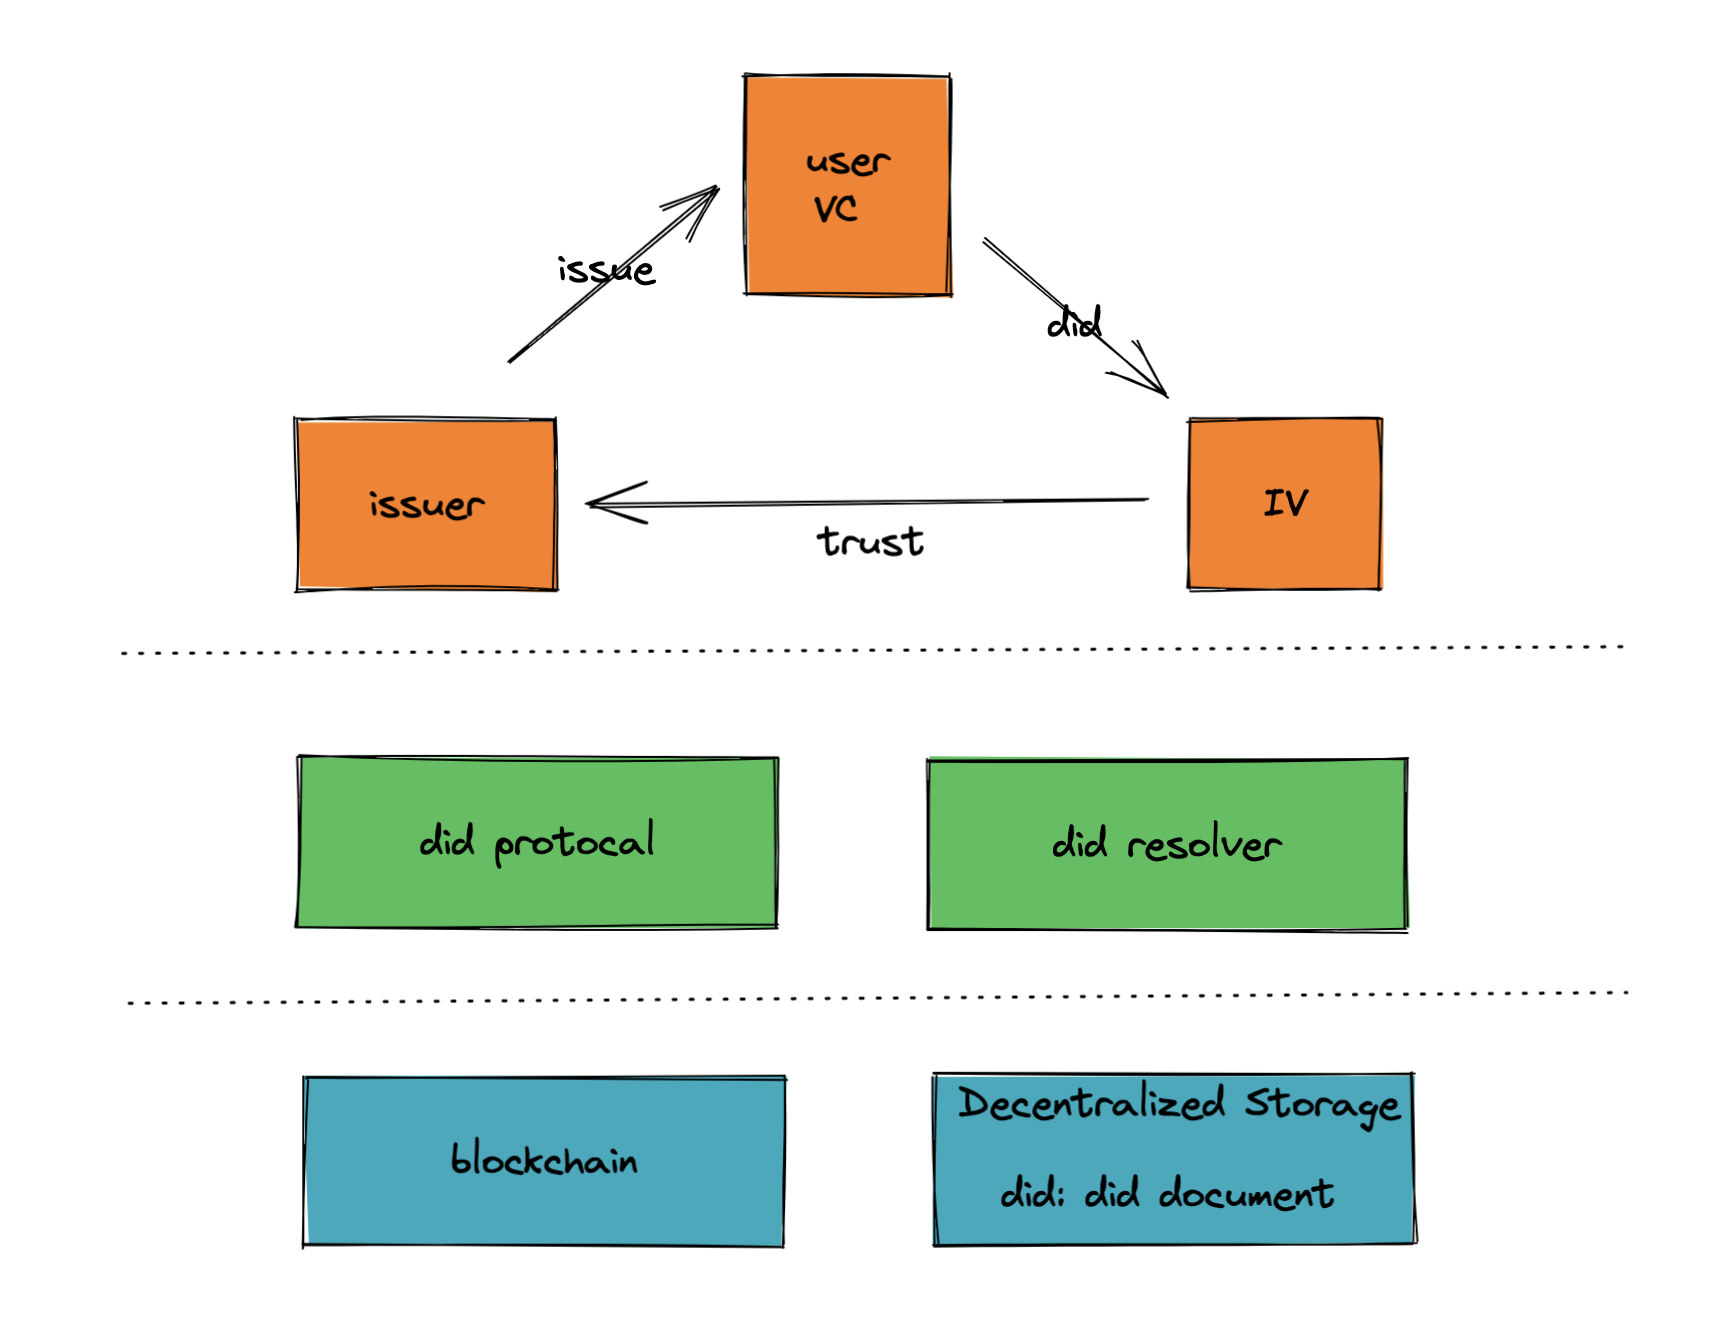 user
VC
issue
did
issuer
IV
trust
did protocal
did resolver
blockchain
Decentralized Storage
did: did document